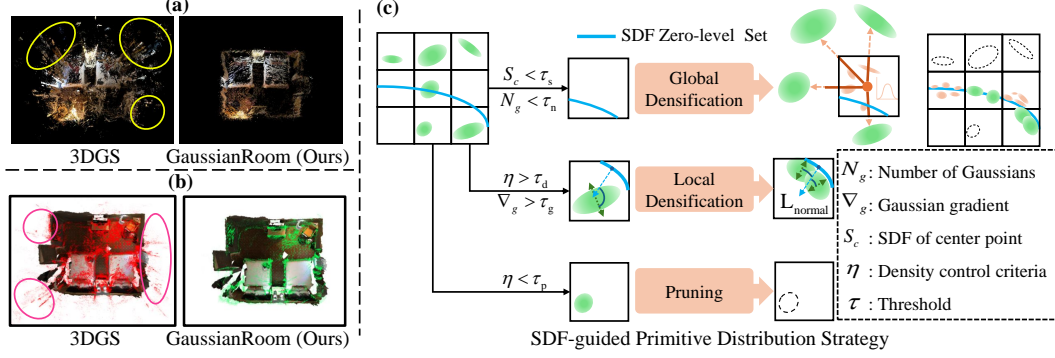 (a)
3DGS
GaussianRoom (Ours)
(b)
3DGS
GaussianRoom (Ours)
(c)
SDF Zero-level Set
S_c < τ_s
N_g < τ_n
Global
Densification
η > τ_d
∇_g > τ_g
Local
Densification
L_normal
η < τ_p
Pruning
N_g: Number of Gaussians
∇_g: Gaussian gradient
S_c : SDF of center point
η : Density control criteria
τ : Threshold
SDF-guided Primitive Distribution Strategy